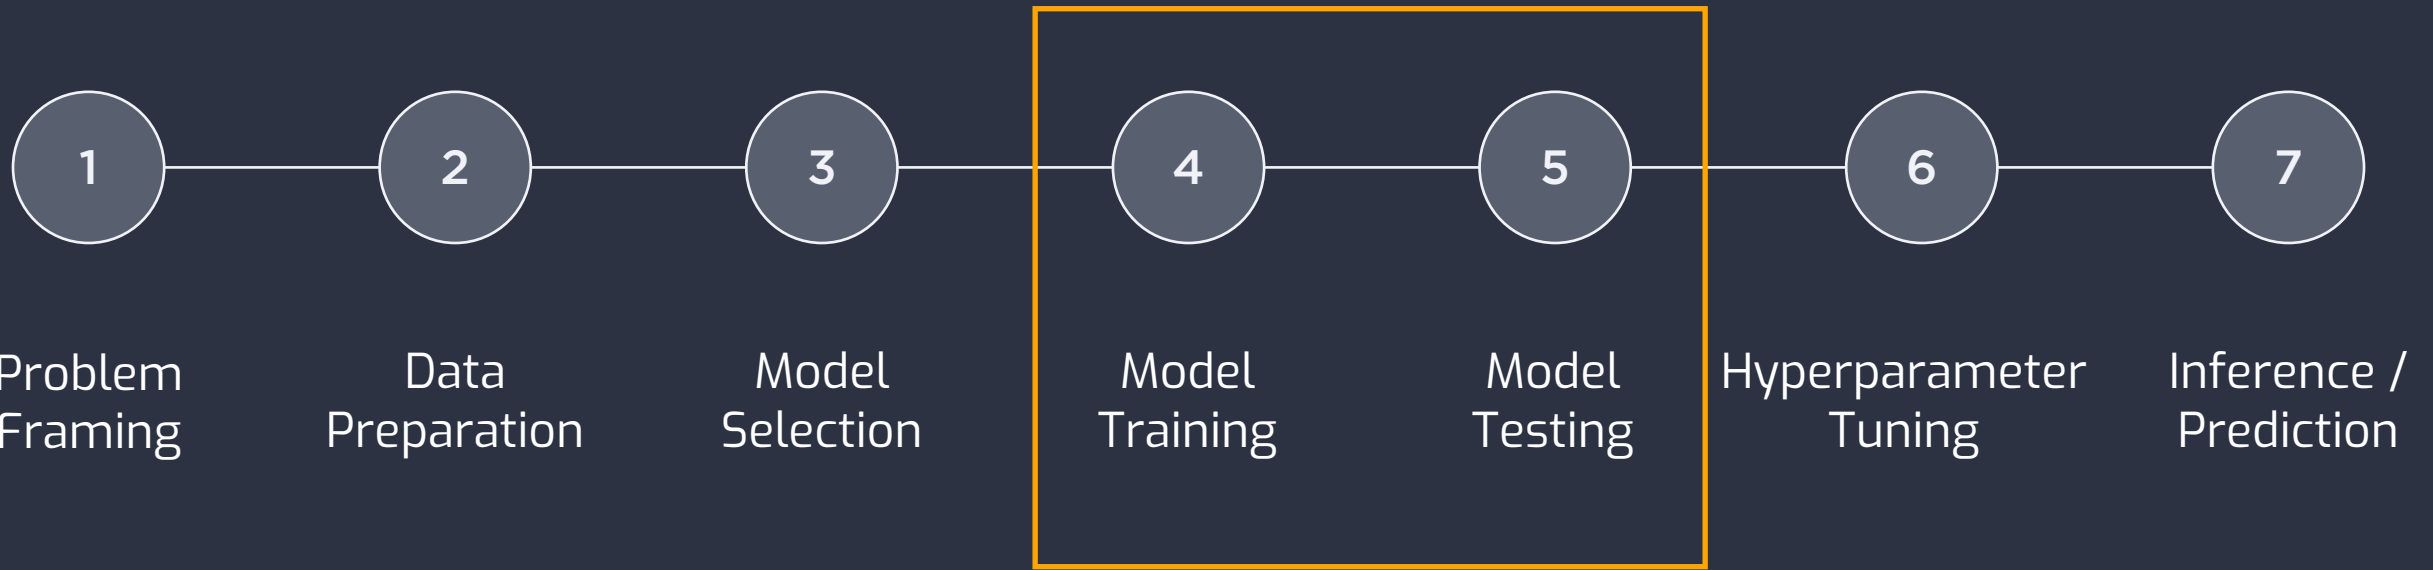 1
2
3
4
5
6
7
Problem
Framing
Data
Preparation
Model
Selection
Model
Training
Model
Testing
Hyperparameter
Tuning
Inference /
Prediction